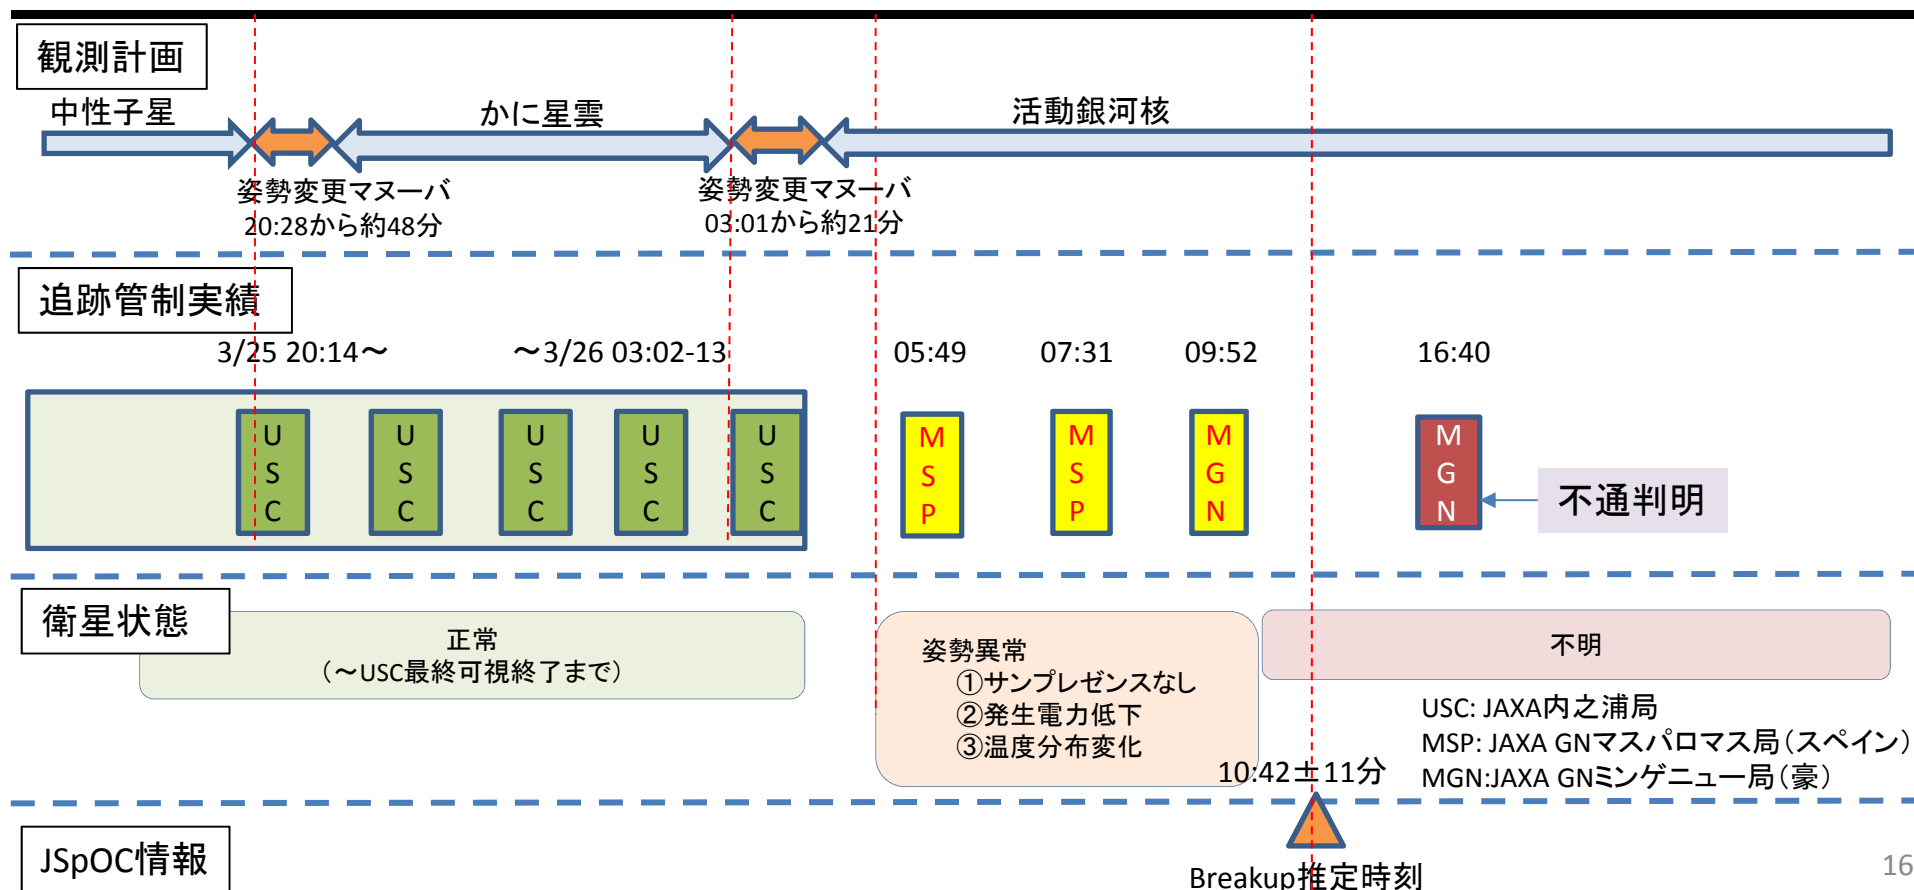 観測計画
中性子星
かに星雲
活動銀河核
姿勢変更マヌーバ
20:28から約48分
姿勢変更マヌーバ
03:01から約21分
追跡管制実績
3/25 20:14～
～3/26 03:02-13
05:49
07:31
09:52
16:40
USC
USC
USC
USC
USC
MSP
MSP
MGN
MGN
不通判明
衛星状態
正常
（～USC最終可視終了まで）
姿勢異常
①サンプレゼンスなし
②発生電力低下
③温度分布変化
不明
USC: JAXA内之浦局
MSP: JAXA GNマスパロマス局（スペイン）
MGN:JAXA GNミンゲニュー局（豪）
10:42±11分
JSpOC情報
Breakup推定時刻
16